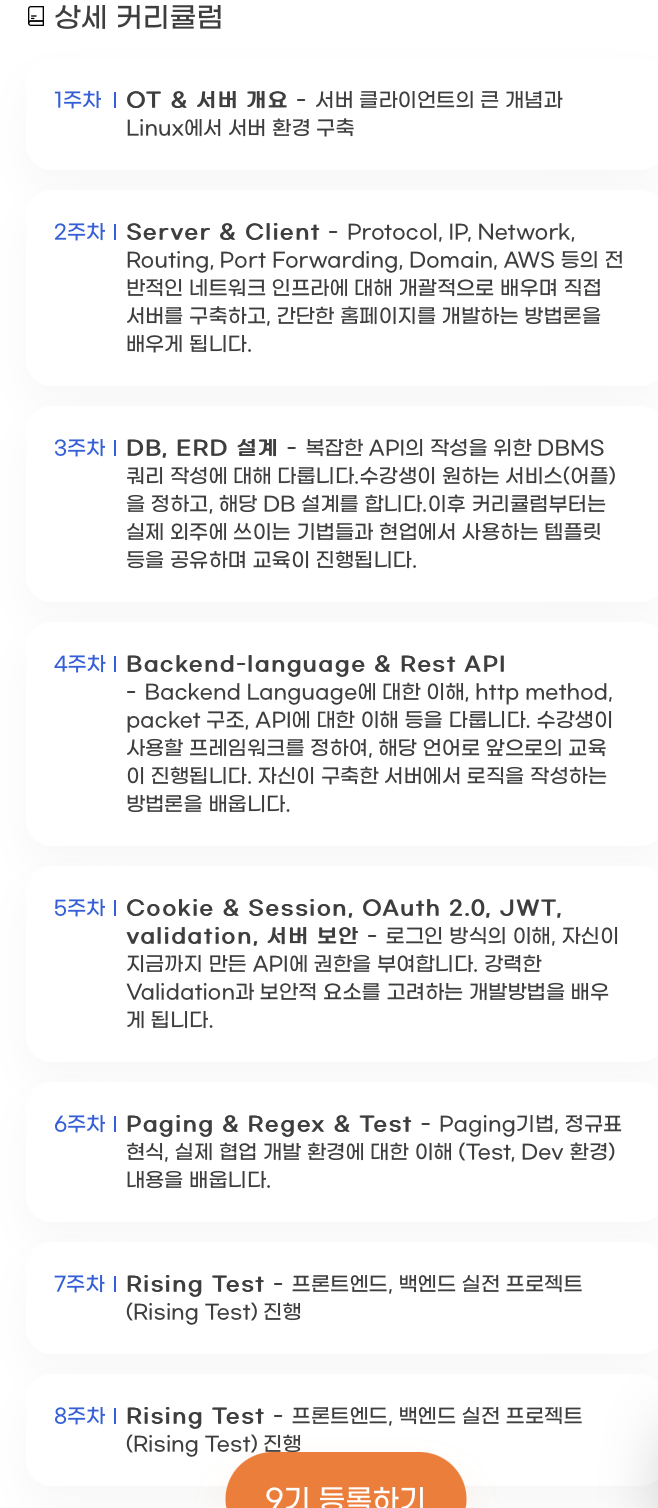 상세 커리큘럼
1주차 | OT & 서버 개요 - 서버 클라이언트의 큰 개념과
Linux에서 서버 환경 구축
2주차 | Server & Client - Protocol, IP, Network,
Routing, Port Forwarding, Domain, AWS 등의 전
반적인 네트워크 인프라에 대해 개괄적으로 배우며 직접
서버를 구축하고, 간단한 홈페이지를 개발하는 방법론을
배우게 됩니다.
3주차 | DB, ERD 설계 - 복잡한 API의 작성을 위한 DBMS
쿼리 작성에 대해 다룹니다.수강생이 원하는 서비스(어플)
을 정하고, 해당 DB 설계를 합니다.이후 커리큘럼부터는
실제 외주에 쓰이는 기법들과 현업에서 사용하는 템플릿
등을 공유하며 교육이 진행됩니다.
4주차 | Backend-language & Rest API
- Backend Language에 대한 이해, http method,
packet 구조, API에 대한 이해 등을 다룹니다. 수강생이
사용할 프레임워크를 정하여, 해당 언어로 앞으로의 교육
이 진행됩니다. 자신이 구축한 서버에서 로직을 작성하는
방법론을 배웁니다.
5주차 | Cookie & Session, OAuth 2.0, JWT,
validation, 서버 보안 - 로그인 방식의 이해, 자신이
지금까지 만든 API에 권한을 부여합니다. 강력한
Validation과 보안적 요소를 고려하는 개발방법을 배우
게 됩니다.
6주차 | Paging & Regex & Test - Paging기법, 정규표
현식, 실제 협업 개발 환경에 대한 이해 (Test, Dev 환경)
내용을 배웁니다.
7주차 | Rising Test - 프론트엔드, 백엔드 실전 프로젝트
(Rising Test) 진행
8주차 | Rising Test - 프론트엔드, 백엔드 실전 프로젝트
(Rising Test) 진행
9기 등록하기